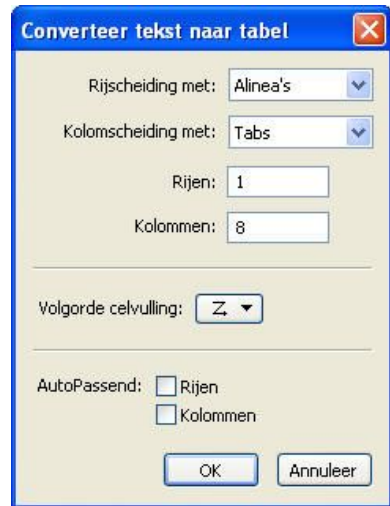 Converteer tekst naar tabel
Rijscheiding met: Alinea's
Kolomscheiding met: Tabs
Rijen: 1
Kolommen: 8
Volgorde celvulling:
AutoPassend: Rijen
Kolommen
OK Annuleer